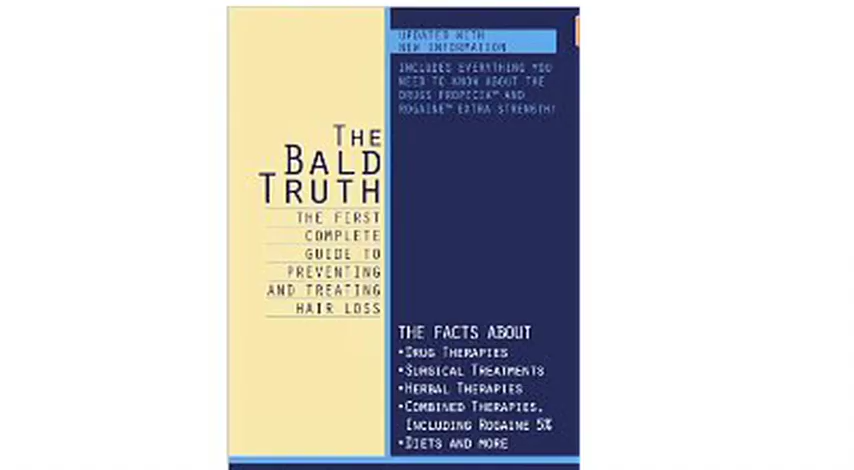 The
Bald
Truth
The First
Complete
Guide to
Preventing
and Treating
Hair Loss
Updated with
New Information
Includes everything you
need to know about the
drugs Propecia™ and
Rogaine™ Extra Strength!
The Facts About
•Drug Therapies
•Surgical Treatments
•Herbal Therapies
•Combined Therapies,
Including Rogaine 5%
•Diets and more